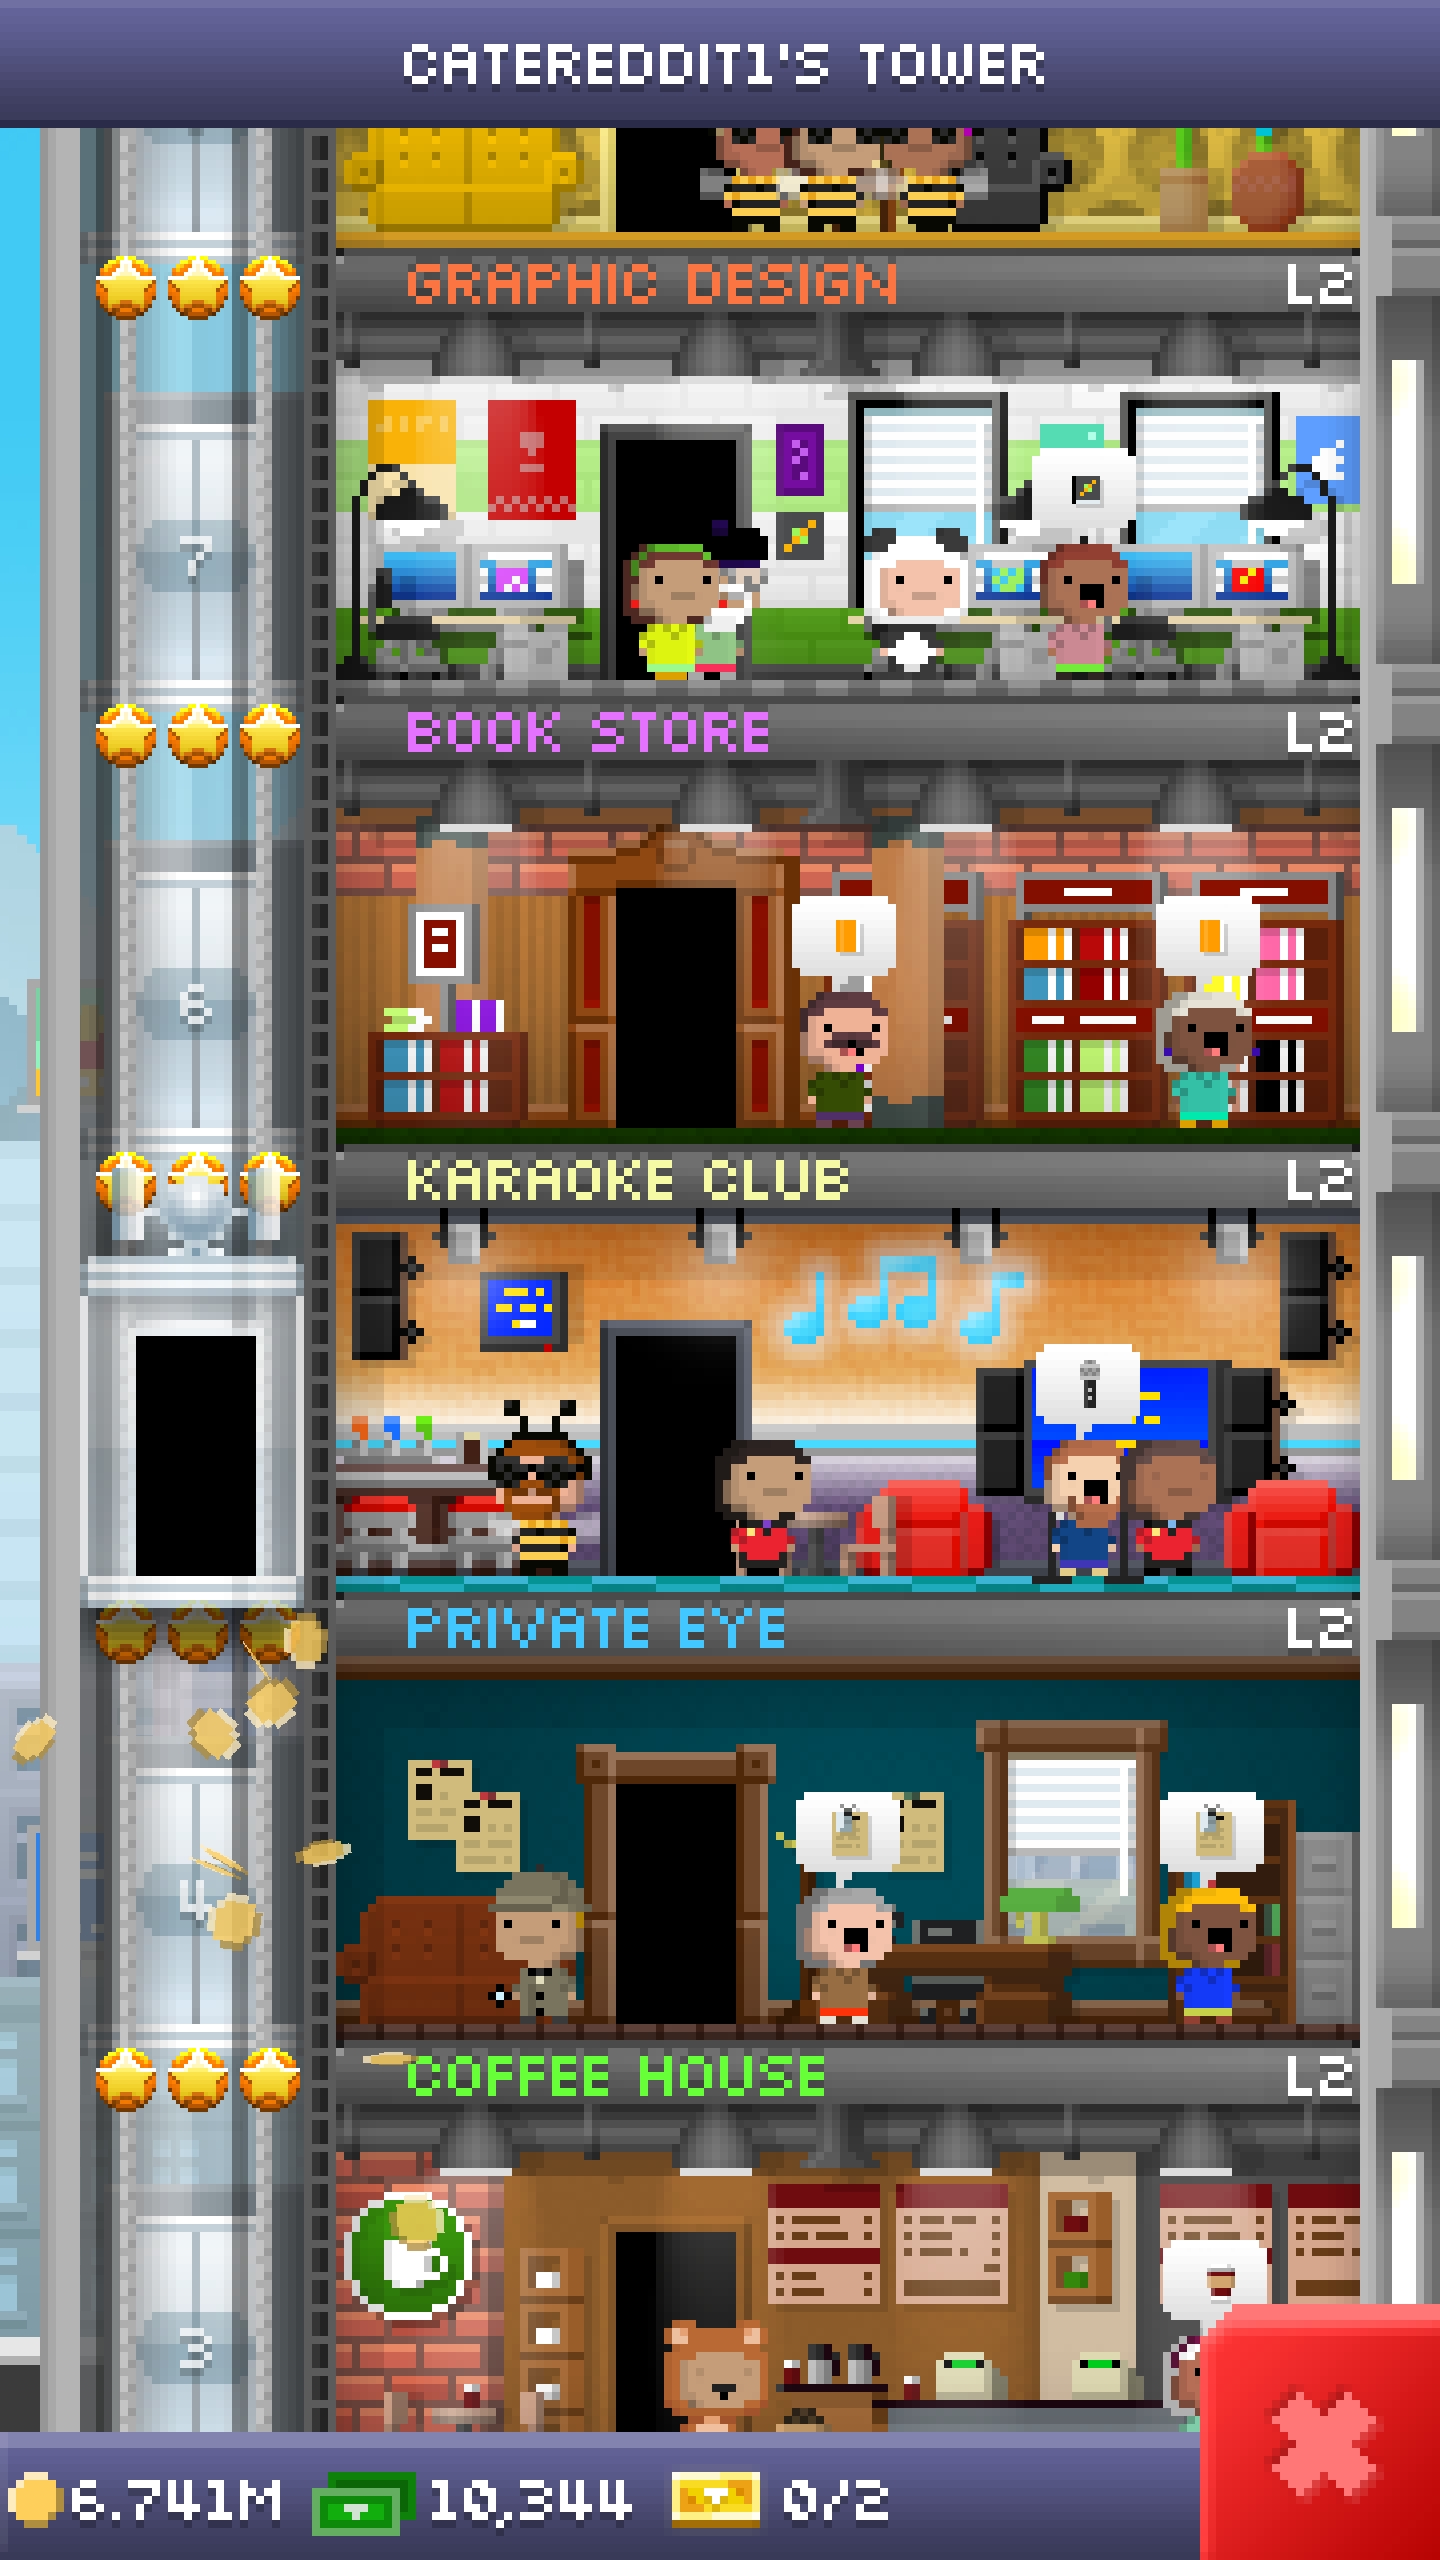 CATEREDDIT1'S TOWER
GRAPHIC DESIGN L2
7
BOOK STORE L2
6
KARAOKE CLUB L2
PRIVATE EYE L2
4
COFFEE HOUSE L2
3
6.741M 10,344 0/2